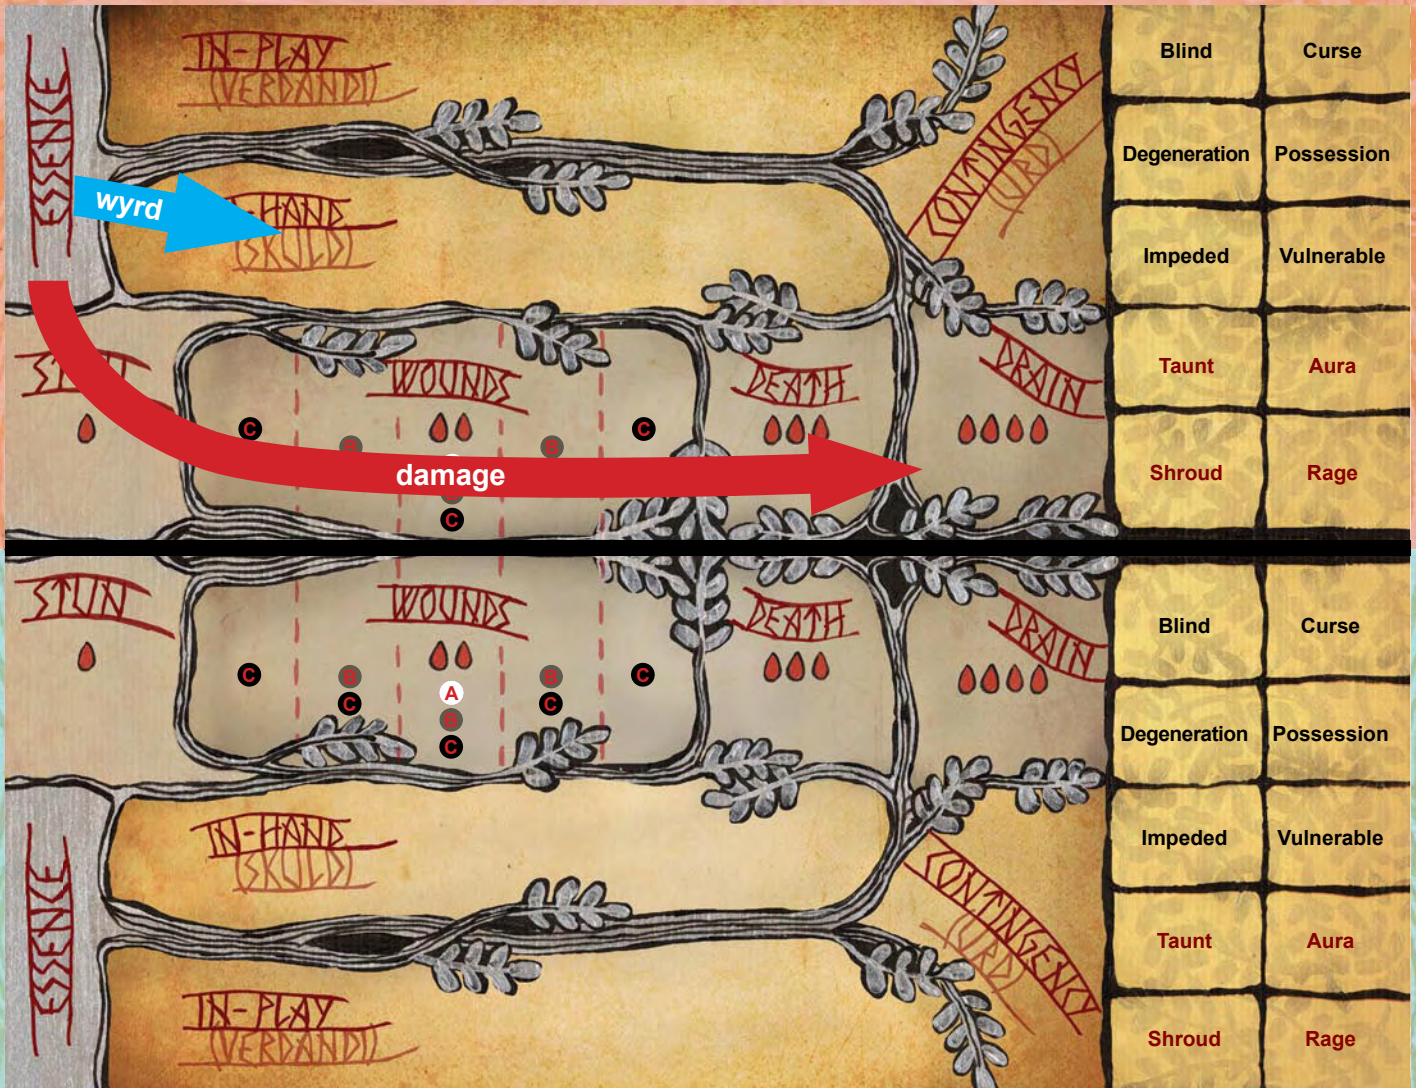 ESSENCE
IN-PLAY
(VERDANDI)
CONTINGENCY
(URD)
wyrd
-HAND
(SKULD)
WOUNDS
DEATH
DRAIN
C
C
B
B
damage
C
Blind
Curse
Degeneration
Possession
Impeded
Vulnerable
Taunt
Aura
Shroud
Rage
STUN
WOUNDS
DEATH
DRAIN
C
B
B
C
A
C
C
B
C
IN-HAND
(SKULD)
ESSENCE
CONTINGENCY
(URD)
IN-PLAY
(VERDANDI)
Blind
Curse
Degeneration
Possession
Impeded
Vulnerable
Taunt
Aura
Shroud
Rage